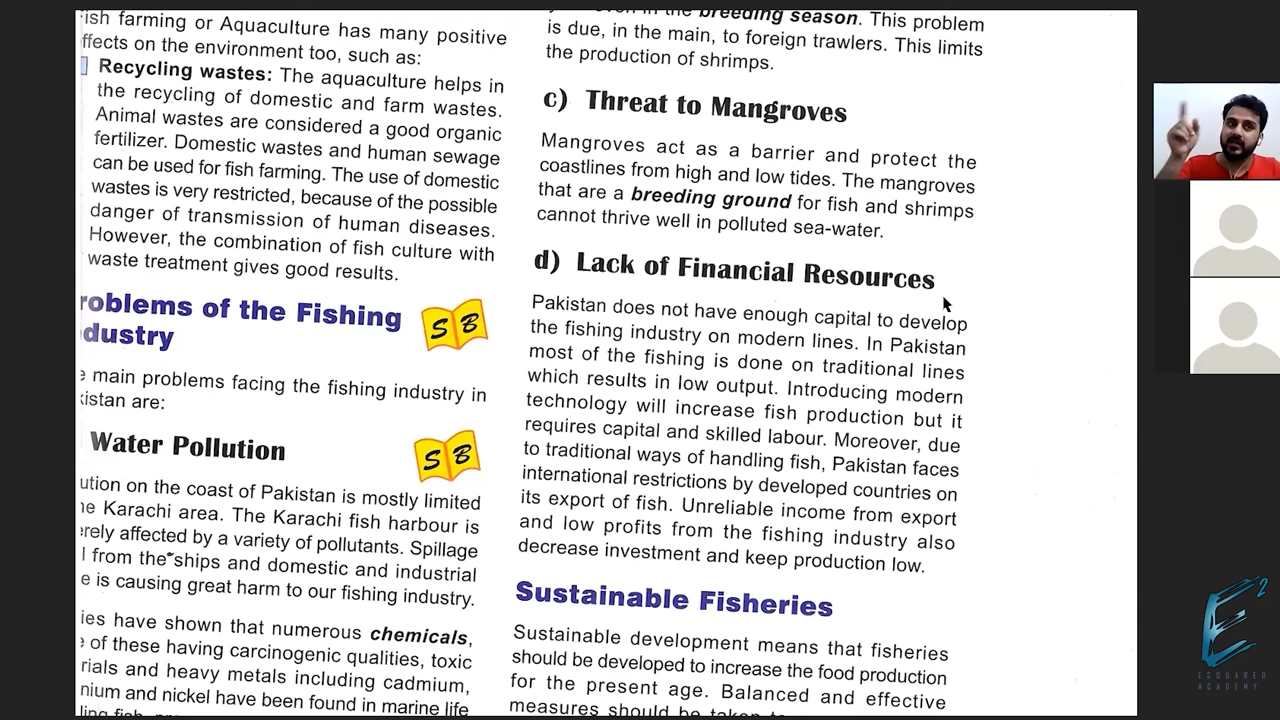 ish farming or Aquaculture has many positive
ffects on the environment too, such as:
Recycling wastes: The aquaculture helps in
the recycling of domestic and farm wastes.
Animal wastes are considered a good organic
fertilizer. Domestic wastes and human sewage
can be used for fish farming. The use of domestic
wastes is very restricted, because of the possible
danger of transmission of human diseases.
However, the combination of fish culture with
waste treatment gives good results.
roblems of the Fishing
dustry
S B
e main problems facing the fishing industry in
kistan are:
Water Pollution
S B
ution on the coast of Pakistan is mostly limited
he Karachi area. The Karachi fish harbour is
erely affected by a variety of pollutants. Spillage
l from the ships and domestic and industrial
e is causing great harm to our fishing industry.
ies have shown that numerous chemicals,
e of these having carcinogenic qualities, toxic
rials and heavy metals including cadmium,
nium and nickel have been found in marine life
breeding season. This problem
is due, in the main, to foreign trawlers. This limits
the production of shrimps.
c) Threat to Mangroves
Mangroves act as a barrier and protect the
coastlines from high and low tides. The mangroves
that are a breeding ground for fish and shrimps
cannot thrive well in polluted sea-water.
d) Lack of Financial Resources
Pakistan does not have enough capital to develop
the fishing industry on modern lines. In Pakistan
most of the fishing is done on traditional lines
which results in low output. Introducing modern
technology will increase fish production but it
requires capital and skilled labour. Moreover, due
to traditional ways of handling fish, Pakistan faces
international restrictions by developed countries on
its export of fish. Unreliable income from export
and low profits from the fishing industry also
decrease investment and keep production low.
Sustainable Fisheries
Sustainable development means that fisheries
should be developed to increase the food production
for the present age. Balanced and effective
measures should be taken
E2
ESQUARED
ACADEMY